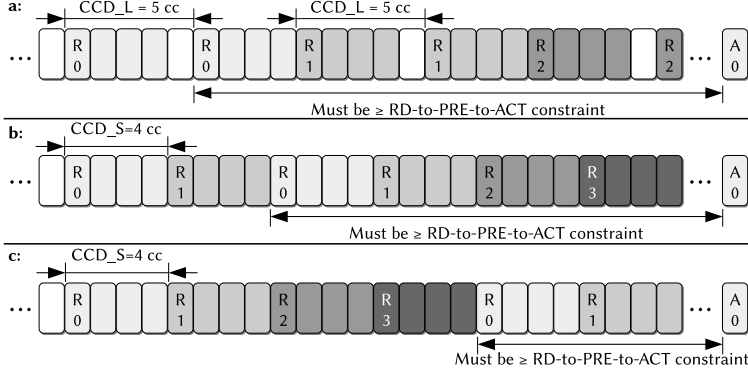 a:
CCD_L = 5 cc
CCD_L = 5 cc
... R 0 R 0 R 1 R 1 R 2 R 2 ... A 0
Must be ≥ RD-to-PRE-to-ACT constraint
b:
CCD_S=4 cc
... R 0 R 1 R 0 R 1 R 2 R 3 ... A 0
Must be ≥ RD-to-PRE-to-ACT constraint
c:
CCD_S=4 cc
... R 0 R 1 R 2 R 3 R 0 R 1 ... A 0
Must be ≥ RD-to-PRE-to-ACT constraint